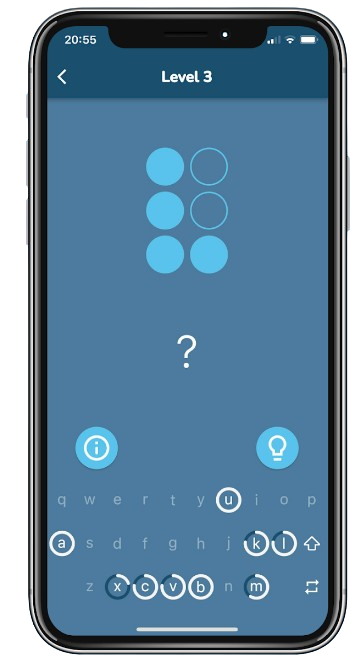 20:55
Level 3
?
q w e r t y u i o p
a s d f g h j k l
z x c v b n m